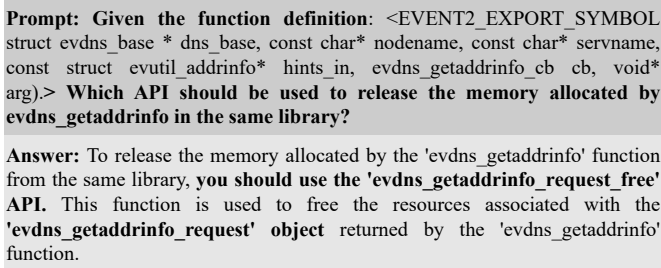 Prompt: Given the function definition: <EVENT2_EXPORT_SYMBOL
struct evdns_base * dns_base, const char* nodename, const char* servname,
const struct evutil_addrinfo* hints_in, evdns_getaddrinfo_cb cb, void*
arg).> Which API should be used to release the memory allocated by
evdns_getaddrinfo in the same library?
Answer: To release the memory allocated by the 'evdns_getaddrinfo' function
from the same library, you should use the 'evdns_getaddrinfo_request_free'
API. This function is used to free the resources associated with the
'evdns_getaddrinfo_request' object returned by the 'evdns_getaddrinfo'
function.